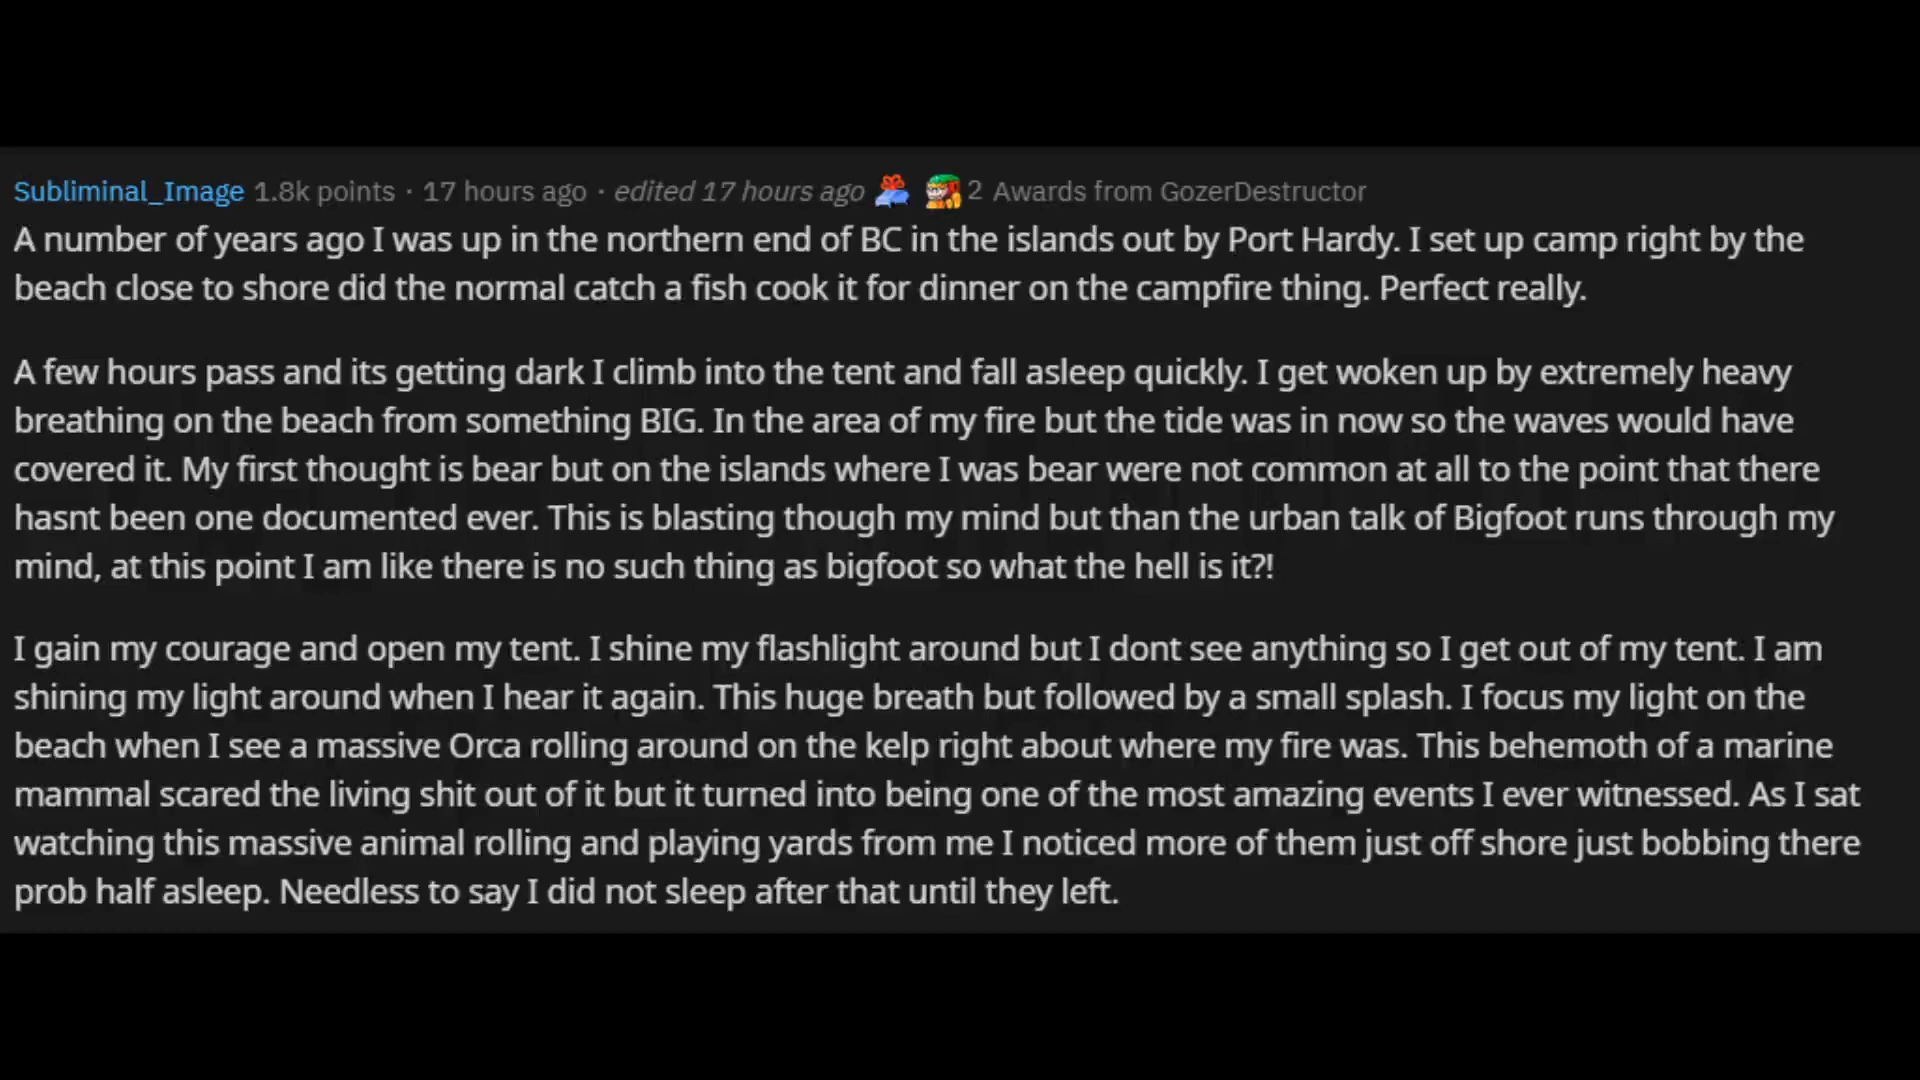 Subliminal_Image 1.8k points · 17 hours ago · edited 17 hours ago 2 Awards from GozerDestructor
A number of years ago I was up in the northern end of BC in the islands out by Port Hardy. I set up camp right by the
beach close to shore did the normal catch a fish cook it for dinner on the campfire thing. Perfect really.
A few hours pass and its getting dark I climb into the tent and fall asleep quickly. I get woken up by extremely heavy
breathing on the beach from something BIG. In the area of my fire but the tide was in now so the waves would have
covered it. My first thought is bear but on the islands where I was bear were not common at all to the point that there
hasnt been one documented ever. This is blasting though my mind but than the urban talk of Bigfoot runs through my
mind, at this point I am like there is no such thing as bigfoot so what the hell is it?!
I gain my courage and open my tent. I shine my flashlight around but I dont see anything so I get out of my tent. I am
shining my light around when I hear it again. This huge breath but followed by a small splash. I focus my light on the
beach when I see a massive Orca rolling around on the kelp right about where my fire was. This behemoth of a marine
mammal scared the living shit out of it but it turned into being one of the most amazing events I ever witnessed. As I sat
watching this massive animal rolling and playing yards from me I noticed more of them just off shore just bobbing there
prob half asleep. Needless to say I did not sleep after that until they left.